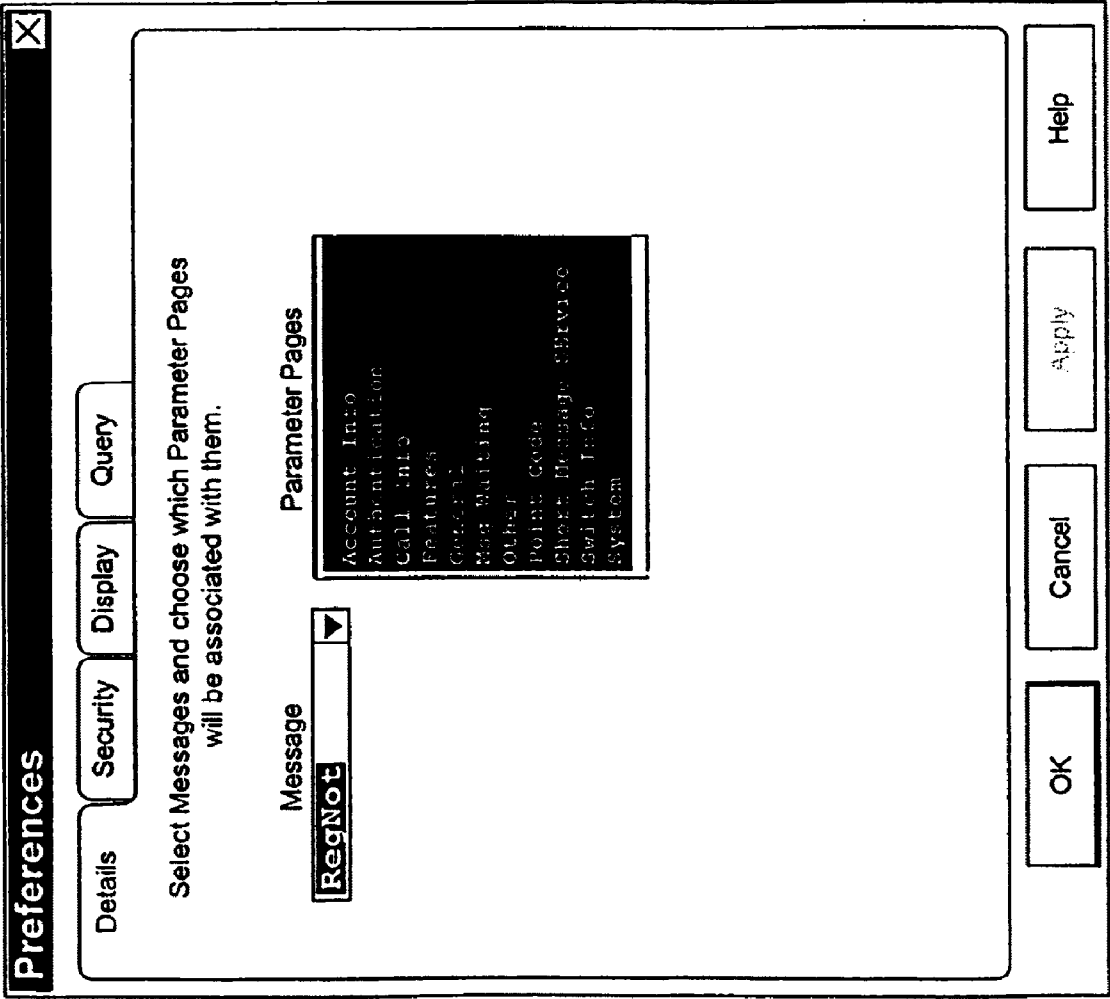 Preferences
Details
Security
Display
Query
Select Messages and choose which Parameter Pages
will be associated with them.
Message
Parameter Pages
RegNot
Account Info
Authentication
Call Info
Features
General
Msg Waiting
Other
Point Code
Short Message Service
Switch Info
System
OK
Cancel
Apply
Help